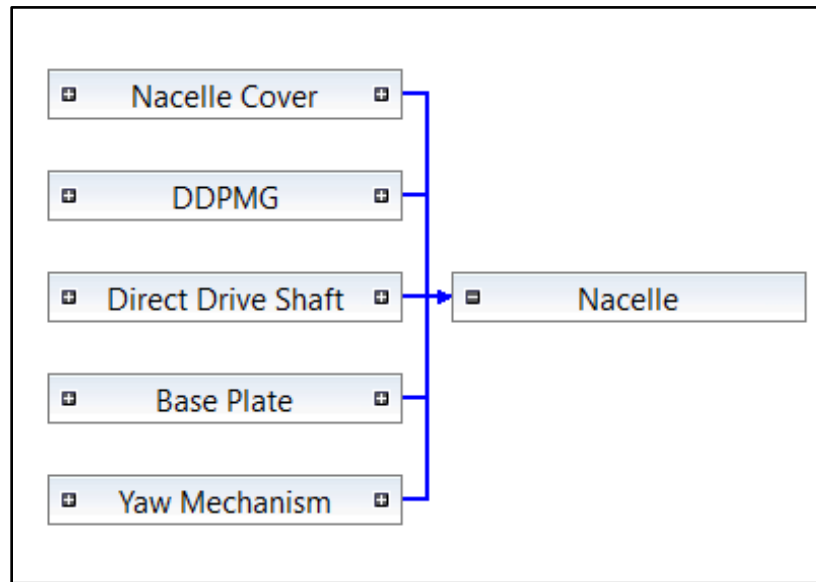 Nacelle Cover
DDPMG
Direct Drive Shaft
Nacelle
Base Plate
Yaw Mechanism